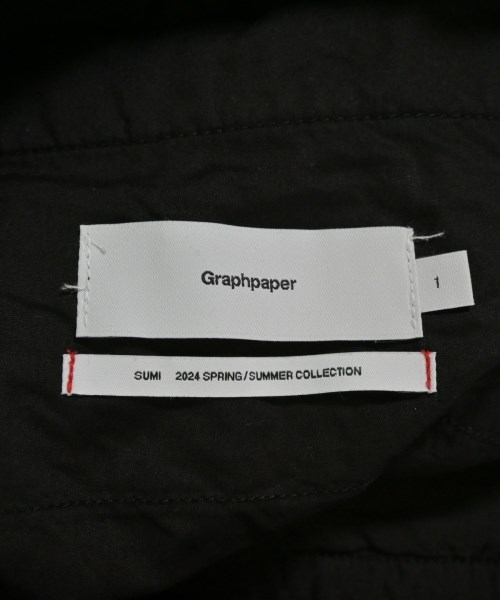 Graphpaper
1
SUMI 2024 SPRING/SUMMER COLLECTION